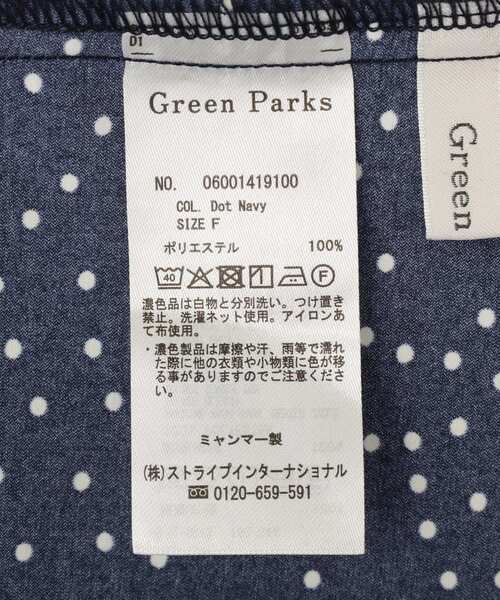 D1
Green Parks
NO. 06001419100
COL. Dot Navy
SIZE F
ポリエステル 100%
40 F
濃色品は白物と分別洗い。つけ置き
禁止。洗濯ネット使用。アイロンあ
て布使用。
・濃色製品は摩擦や汗、雨等で濡れ
た際に他の衣類や小物類に色が移
る事がありますのでご注意くださ
い。
ミャンマー製
(株)ストライプインターナショナル
0120-659-591
Green